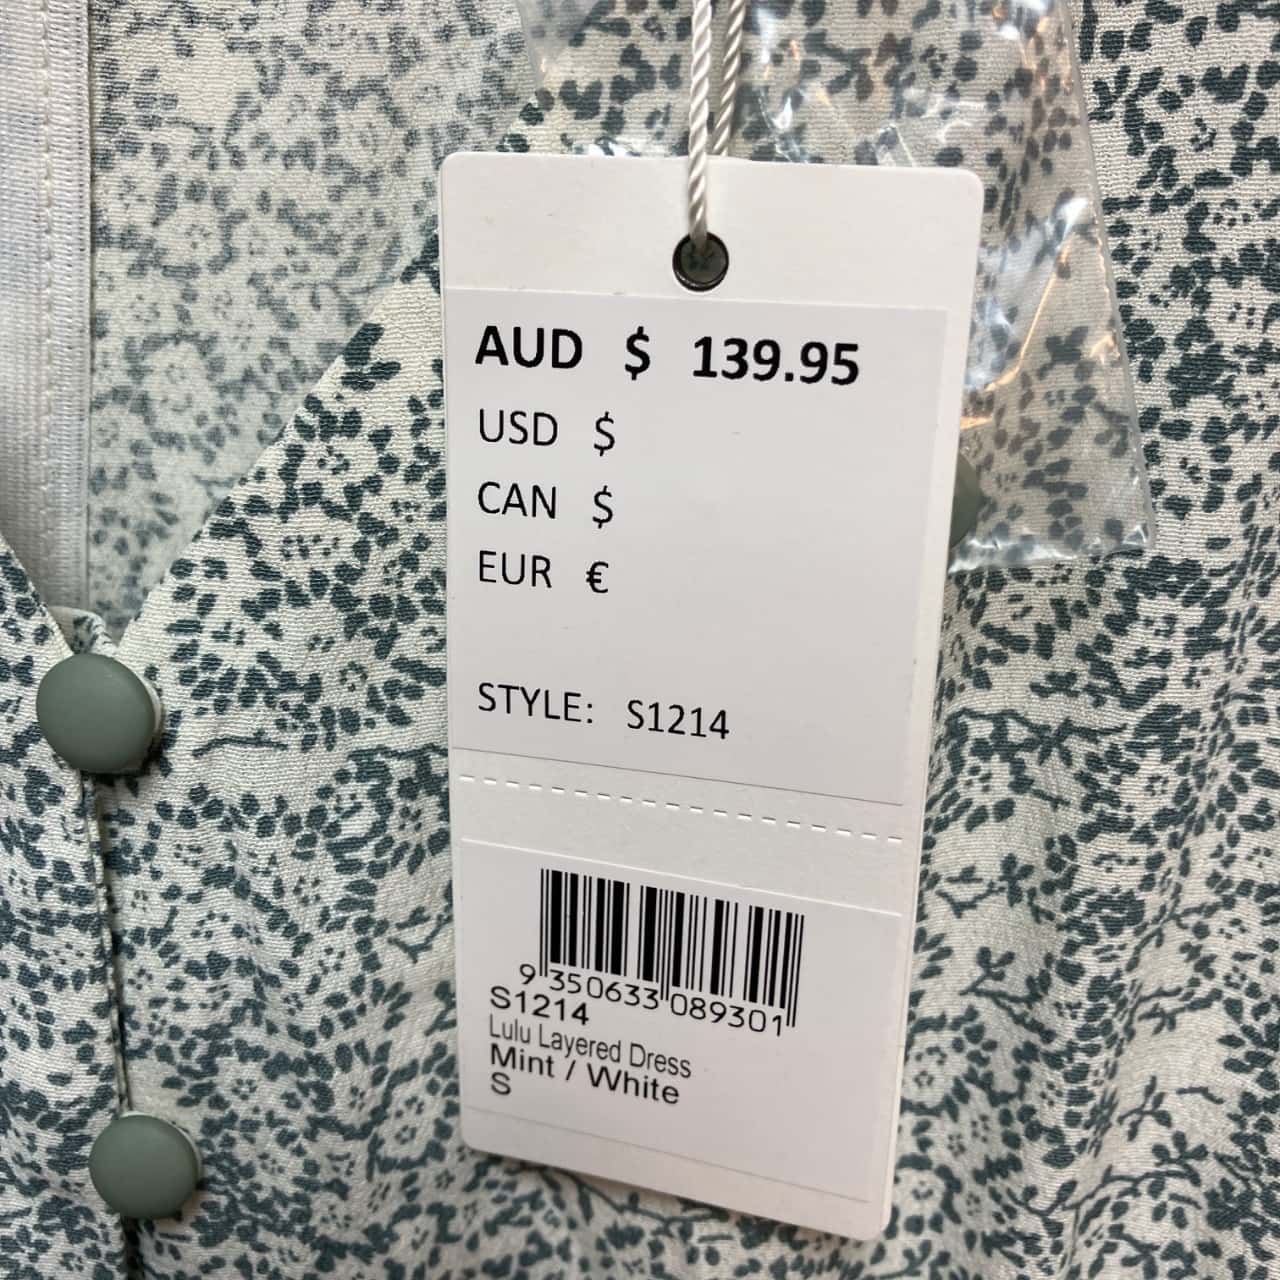 AUD $ 139.95
USD $
CAN $
EUR €
STYLE: S1214
9 350633 089301
S1214
Lulu Layered Dress
Mint / White
S